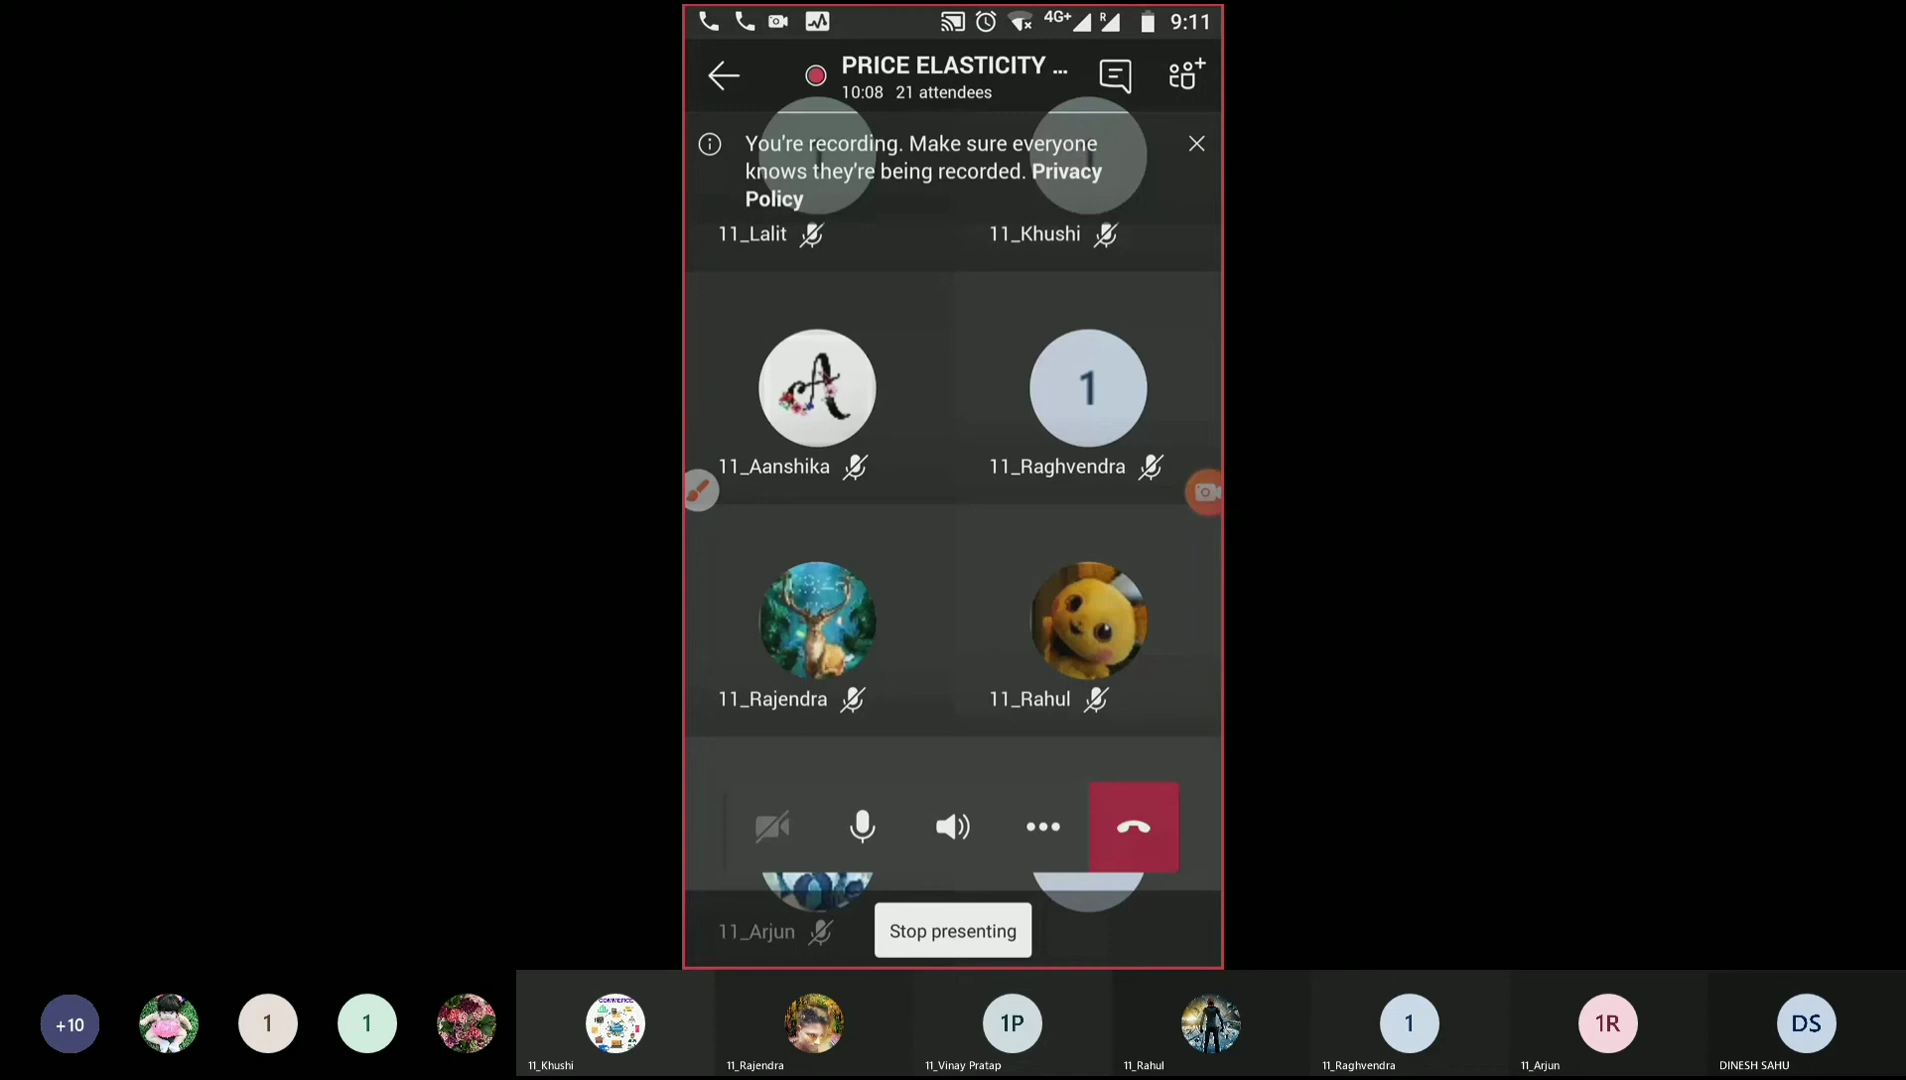 9:11
4G+
R
PRICE ELASTICITY ...
10:08 21 attendees
You're recording. Make sure everyone
knows they're being recorded. Privacy
Policy
11_Lalit
11_Khushi
A
1
11_Aanshika
11_Raghvendra
11_Rajendra
11_Rahul
11_Arjun
Stop presenting
+10
1
1
COMMERCE
1P
1
1R
DS
11_Khushi
11_Rajendra
11_Vinay Pratap
11_Rahul
11_Raghvendra
11_Arjun
DINESH SAHU